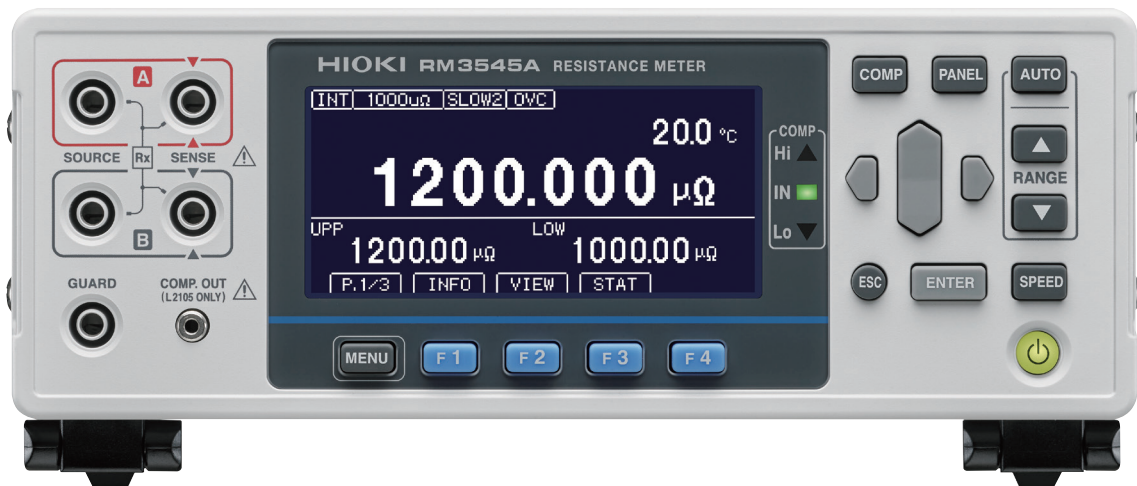 HIOKI RM3545A RESISTANCE METER
INT 1000μΩ SLOW2 OVC
20.0 °C
1200.000 μΩ
UPP 1200.00 μΩ LOW 1000.00 μΩ
P.1/3 INFO VIEW STAT
MENU F1 F2 F3 F4
A
SOURCE Rx SENSE
B
GUARD
COMP. OUT
(L2105 ONLY)
COMP
Hi
IN
Lo
COMP PANEL AUTO
RANGE
ESC ENTER SPEED